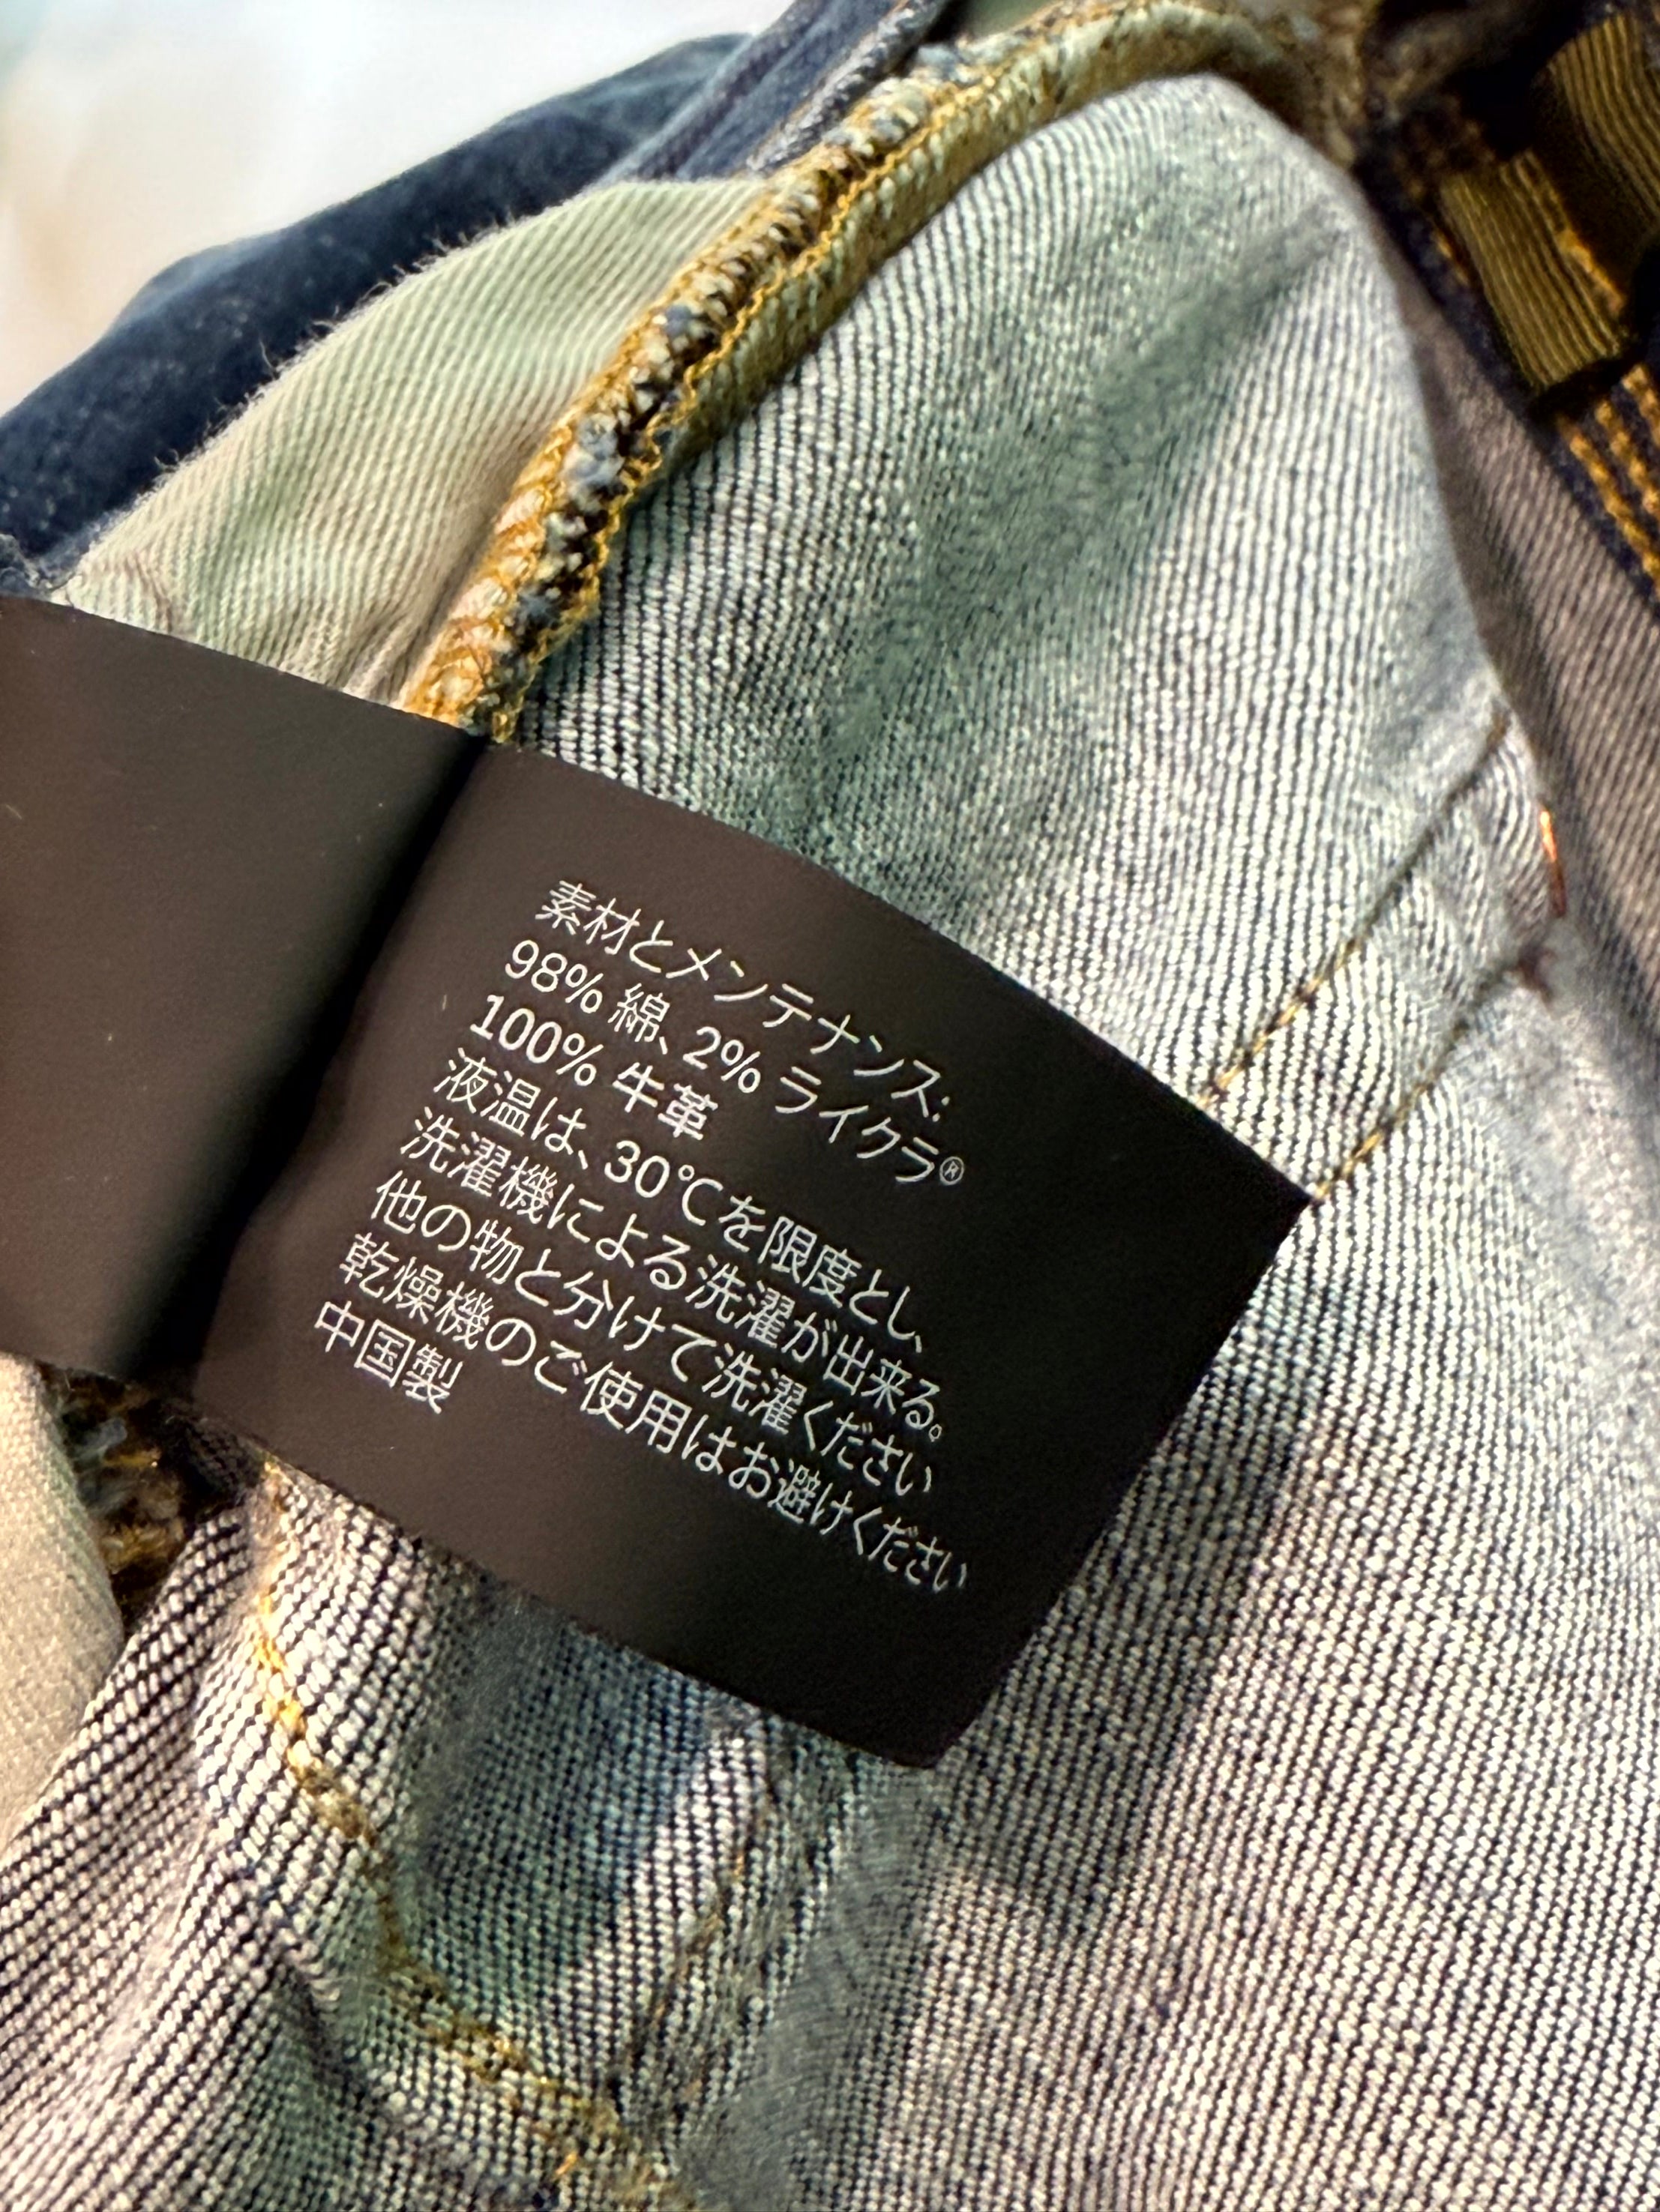 素材とメンテナンス:
98% 綿、2% ライクラ®
100% 牛革
液温は、30℃を限度とし、
洗濯機による洗濯が出来る。
他の物と分けて洗濯ください
乾燥機のご使用はお避けください
中国製